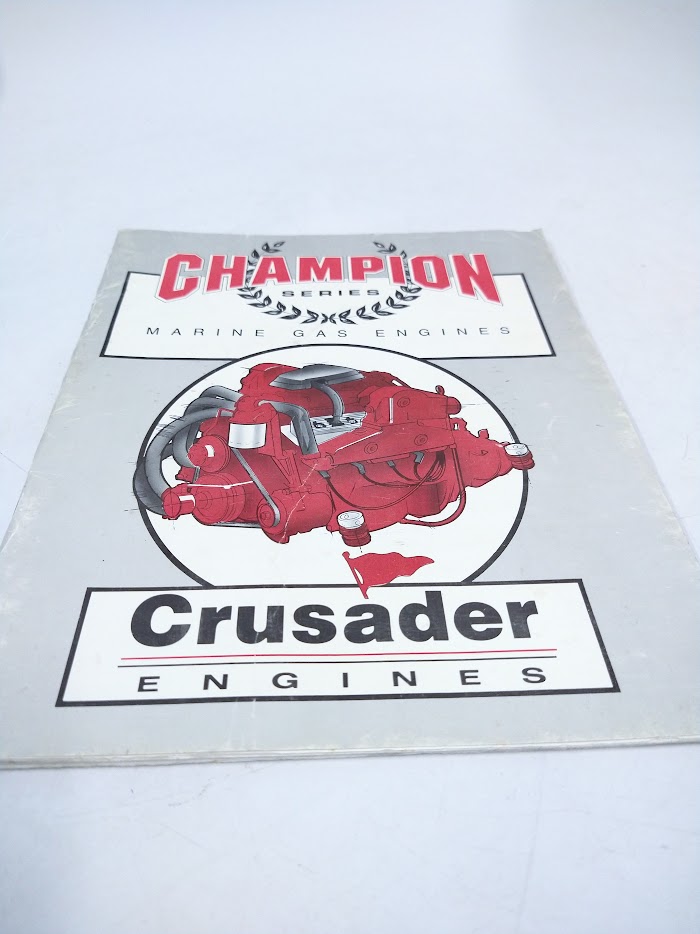 CHAMPION
SERIES
MARINE GAS ENGINES
Crusader
ENGINES